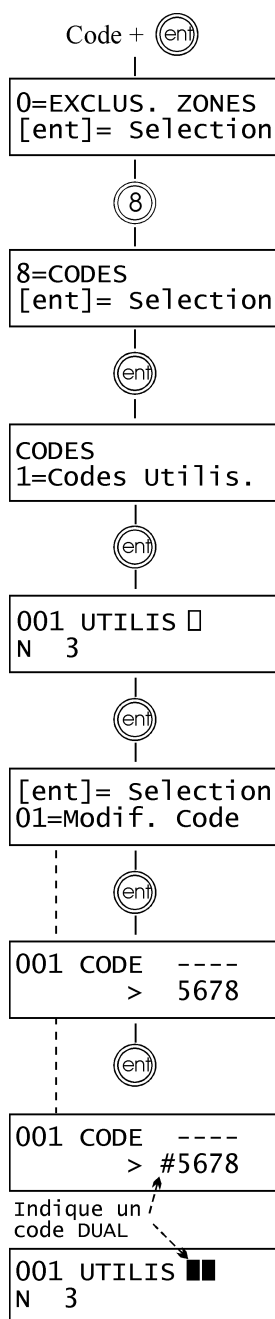 Code + ent
0=EXCLUS. ZONES
[ent]= Selection
8
8=CODES
[ent]= Selection
ent
CODES
1=Codes Utilis.
ent
001 UTILIS ▯
N 3
ent
[ent]= Selection
01=Modif. Code
ent
001 CODE ----
> 5678
ent
001 CODE ----
> #5678
Indique un
code DUAL
001 UTILIS ■■
N 3